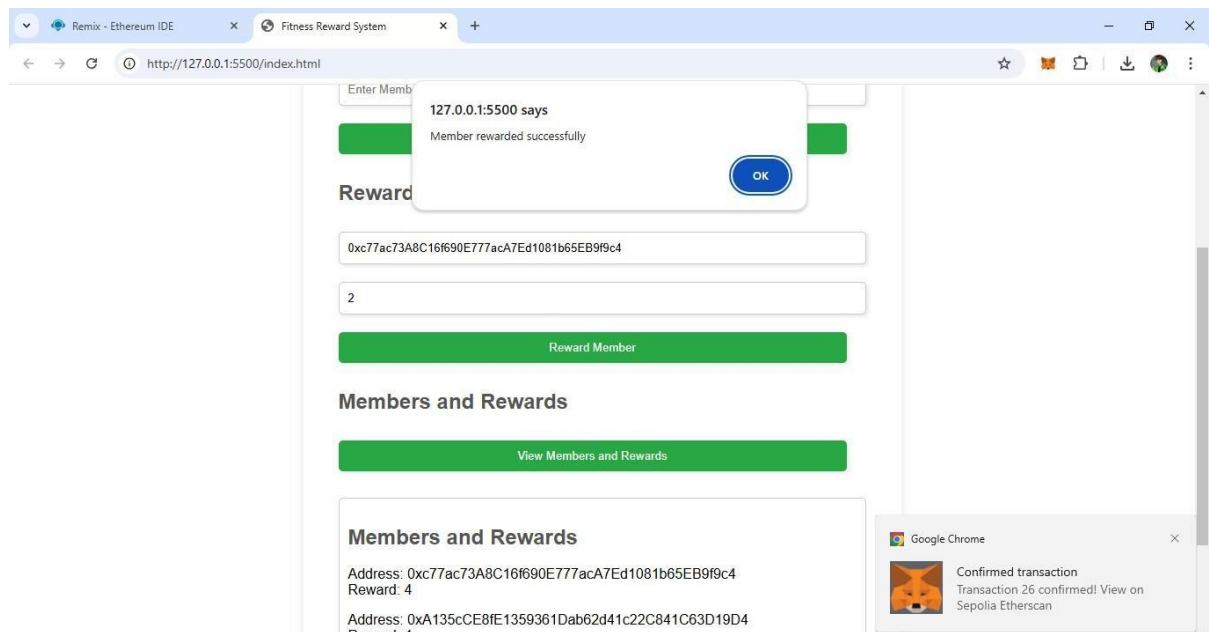 Remix - Ethereum IDE
Fitness Reward System
http://127.0.0.1:5500/index.html
Enter Memb
127.0.0.1:5500 says
Member rewarded successfully
OK
Reward
0xc77ac73A8C16f690E777acA7Ed1081b65EB9f9c4
2
Reward Member
Members and Rewards
View Members and Rewards
Members and Rewards
Address: 0xc77ac73A8C16f690E777acA7Ed1081b65EB9f9c4
Reward: 4
Address: 0xA135cCE8fE1359361Dab62d41c22C841C63D19D4
Google Chrome
Confirmed transaction
Transaction 26 confirmed! View on
Sepolia Etherscan